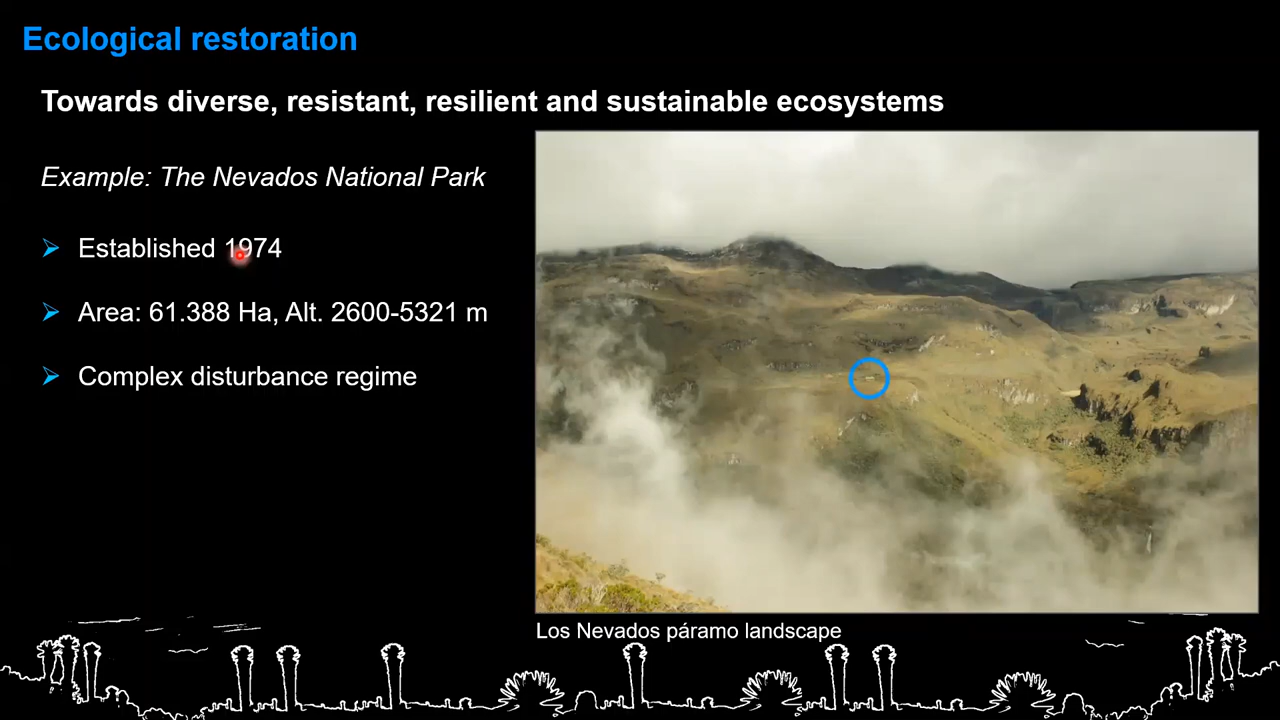 Ecological restoration
Towards diverse, resistant, resilient and sustainable ecosystems
Example: The Nevados National Park
Established 1974
Area: 61.388 Ha, Alt. 2600-5321 m
Complex disturbance regime
Los Nevados páramo landscape